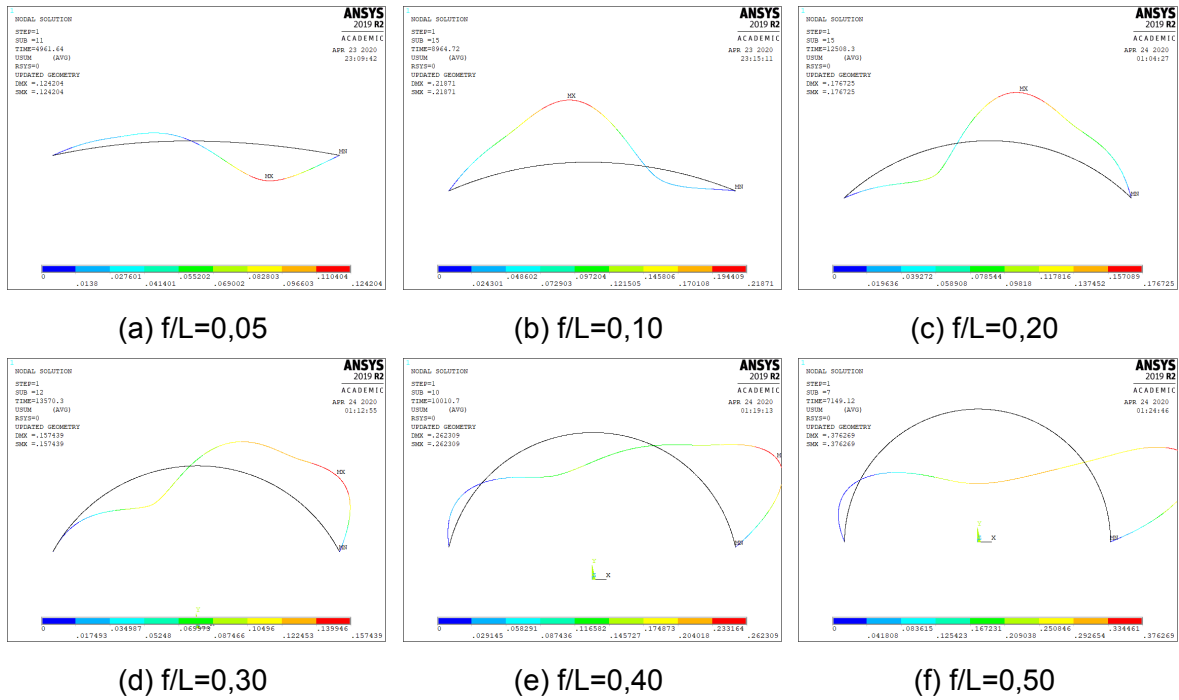 1
NODAL SOLUTION
STEP=1
SUB =11
TIME=4961.64
USUM (AVG)
RSYS=0
UPDATED GEOMETRY
DMX =.124204
SMX =.124204
ANSYS
2019 R2
ACADEMIC
APR 23 2020
23:09:42
MN
MX
0 .027601 .055202 .082803 .110404
.0138 .041401 .069002 .096603 .124204
(a) f/L=0,05
1
NODAL SOLUTION
STEP=1
SUB =15
TIME=8964.72
USUM (AVG)
RSYS=0
UPDATED GEOMETRY
DMX =.21871
SMX =.21871
ANSYS
2019 R2
ACADEMIC
APR 23 2020
23:15:11
MX
MN
0 .048602 .097204 .145806 .194409
.024301 .072903 .121505 .170108 .21871
(b) f/L=0,10
1
NODAL SOLUTION
STEP=1
SUB =15
TIME=12508.3
USUM (AVG)
RSYS=0
UPDATED GEOMETRY
DMX =.176725
SMX =.176725
ANSYS
2019 R2
ACADEMIC
APR 24 2020
01:04:27
MX
MN
0 .039272 .078544 .117816 .157089
.019636 .058908 .09818 .137452 .176725
(c) f/L=0,20
1
NODAL SOLUTION
STEP=1
SUB =12
TIME=13570.3
USUM (AVG)
RSYS=0
UPDATED GEOMETRY
DMX =.157439
SMX =.157439
ANSYS
2019 R2
ACADEMIC
APR 24 2020
01:12:55
MX
MN
Y
0 .034987 .069973 .10496 .139946
.017493 .05248 .087466 .122453 .157439
(d) f/L=0,30
1
NODAL SOLUTION
STEP=1
SUB =10
TIME=10010.7
USUM (AVG)
RSYS=0
UPDATED GEOMETRY
DMX =.262309
SMX =.262309
ANSYS
2019 R2
ACADEMIC
APR 24 2020
01:19:13
MX
MN
Y
X
0 .058291 .116582 .174873 .233164
.029145 .087436 .145727 .204018 .262309
(e) f/L=0,40
1
NODAL SOLUTION
STEP=1
SUB =7
TIME=7149.12
USUM (AVG)
RSYS=0
UPDATED GEOMETRY
DMX =.376269
SMX =.376269
ANSYS
2019 R2
ACADEMIC
APR 24 2020
01:24:46
MN
Y
X
0 .083615 .167231 .250846 .334461
.041808 .125423 .209038 .292654 .376269
(f) f/L=0,50